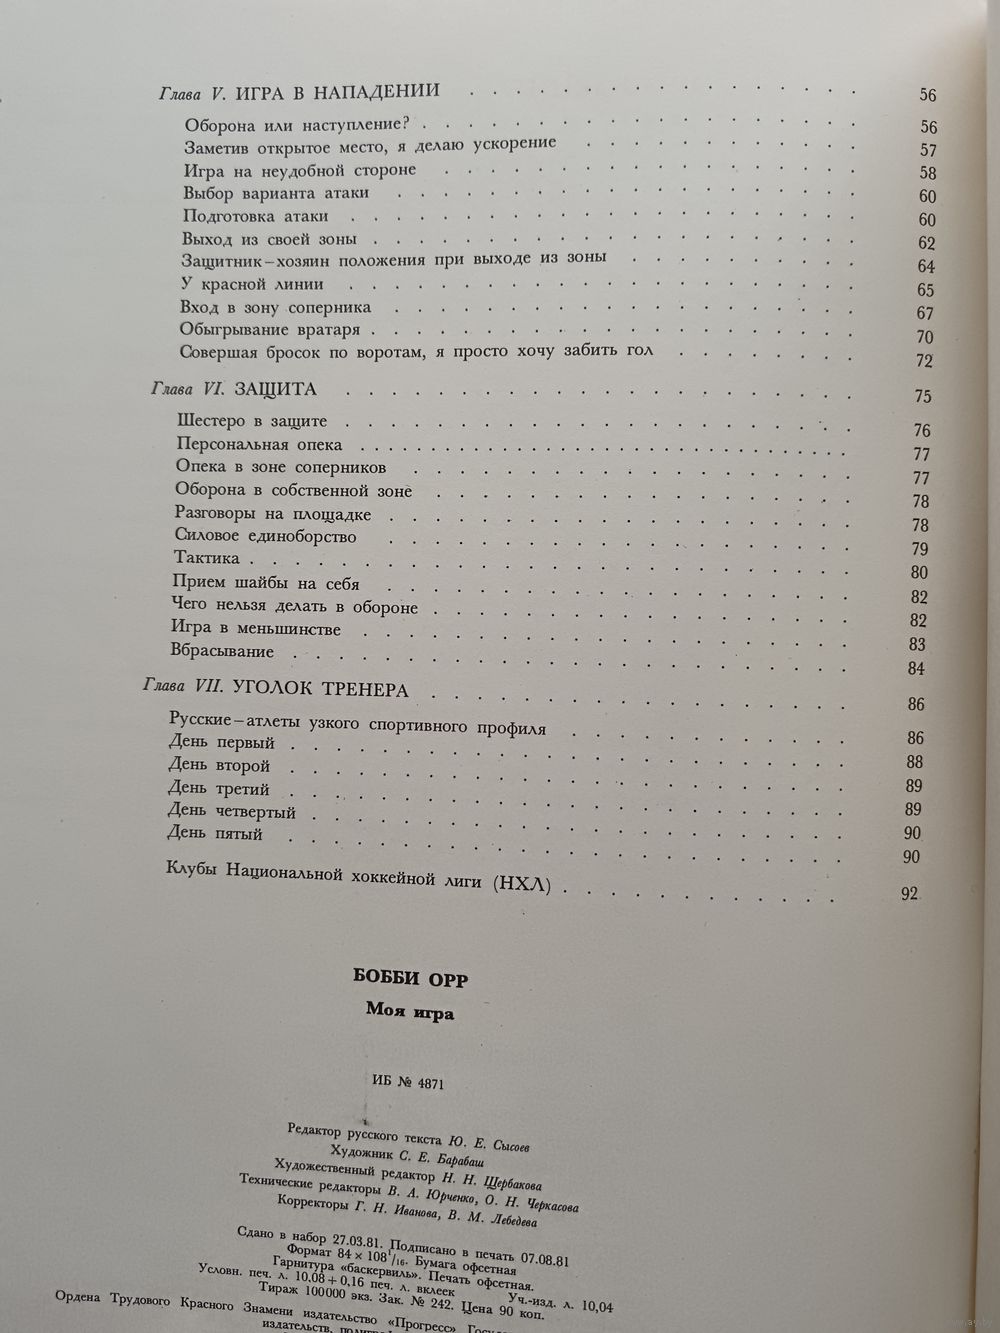 Глава V. ИГРА В НАПАДЕНИИ . . . . . . . . . . . . . 56
Оборона или наступление? . . . . . . . . . . . . . . 56
Заметив открытое место, я делаю ускорение . . . . . . . . . 57
Игра на неудобной стороне . . . . . . . . . . . . . 58
Выбор варианта атаки . . . . . . . . . . . . . . . 60
Подготовка атаки . . . . . . . . . . . . . . . . 60
Выход из своей зоны . . . . . . . . . . . . . . . 62
Защитник–хозяин положения при выходе из зоны . . . . . . . 64
У красной линии . . . . . . . . . . . . . . . . 65
Вход в зону соперника . . . . . . . . . . . . . . 67
Обыгрывание вратаря . . . . . . . . . . . . . . . 70
Совершая бросок по воротам, я просто хочу забить гол . . . . . . 72
Глава VI. ЗАЩИТА . . . . . . . . . . . . . . . . 75
Шестеро в защите . . . . . . . . . . . . . . . . 76
Персональная опека . . . . . . . . . . . . . . . 77
Опека в зоне соперников . . . . . . . . . . . . . . 77
Оборона в собственной зоне . . . . . . . . . . . . . 78
Разговоры на площадке . . . . . . . . . . . . . . 78
Силовое единоборство . . . . . . . . . . . . . . . 79
Тактика . . . . . . . . . . . . . . . . . . . 80
Прием шайбы на себя . . . . . . . . . . . . . . . 82
Чего нельзя делать в обороне . . . . . . . . . . . . . 82
Игра в меньшинстве . . . . . . . . . . . . . . . 83
Вбрасывание . . . . . . . . . . . . . . . . . . 84
Глава VII. УГОЛОК ТРЕНЕРА . . . . . . . . . . . . . 86
Русские–атлеты узкого спортивного профиля . . . . . . . . . 86
День первый . . . . . . . . . . . . . . . . . . 88
День второй . . . . . . . . . . . . . . . . . . 89
День третий . . . . . . . . . . . . . . . . . . 89
День четвертый . . . . . . . . . . . . . . . . . 90
День пятый . . . . . . . . . . . . . . . . . . 90
Клубы Национальной хоккейной лиги (НХЛ) . . . . . . . . . 92
БОББИ ОРР
Моя игра
ИБ № 4871
Редактор русского текста Ю. Е. Сысоев
Художник С. Е. Барабаш
Художественный редактор Н. Н. Щербакова
Технические редакторы В. А. Юрченко, О. Н. Черкасова
Корректоры Г. Н. Иванова, В. М. Лебедева
Сдано в набор 27.03.81. Подписано в печать 07.08.81
Формат 84 × 108 1/16. Бумага офсетная
Гарнитура «баскервиль». Печать офсетная.
Условн. печ. л. 10,08 + 0,16 печ. л. вклеек Уч.-изд. л. 10,04
Тираж 100000 экз. Зак. № 242. Цена 90 коп.
Ордена Трудового Красного Знамени издательство «Прогресс»
издательств,